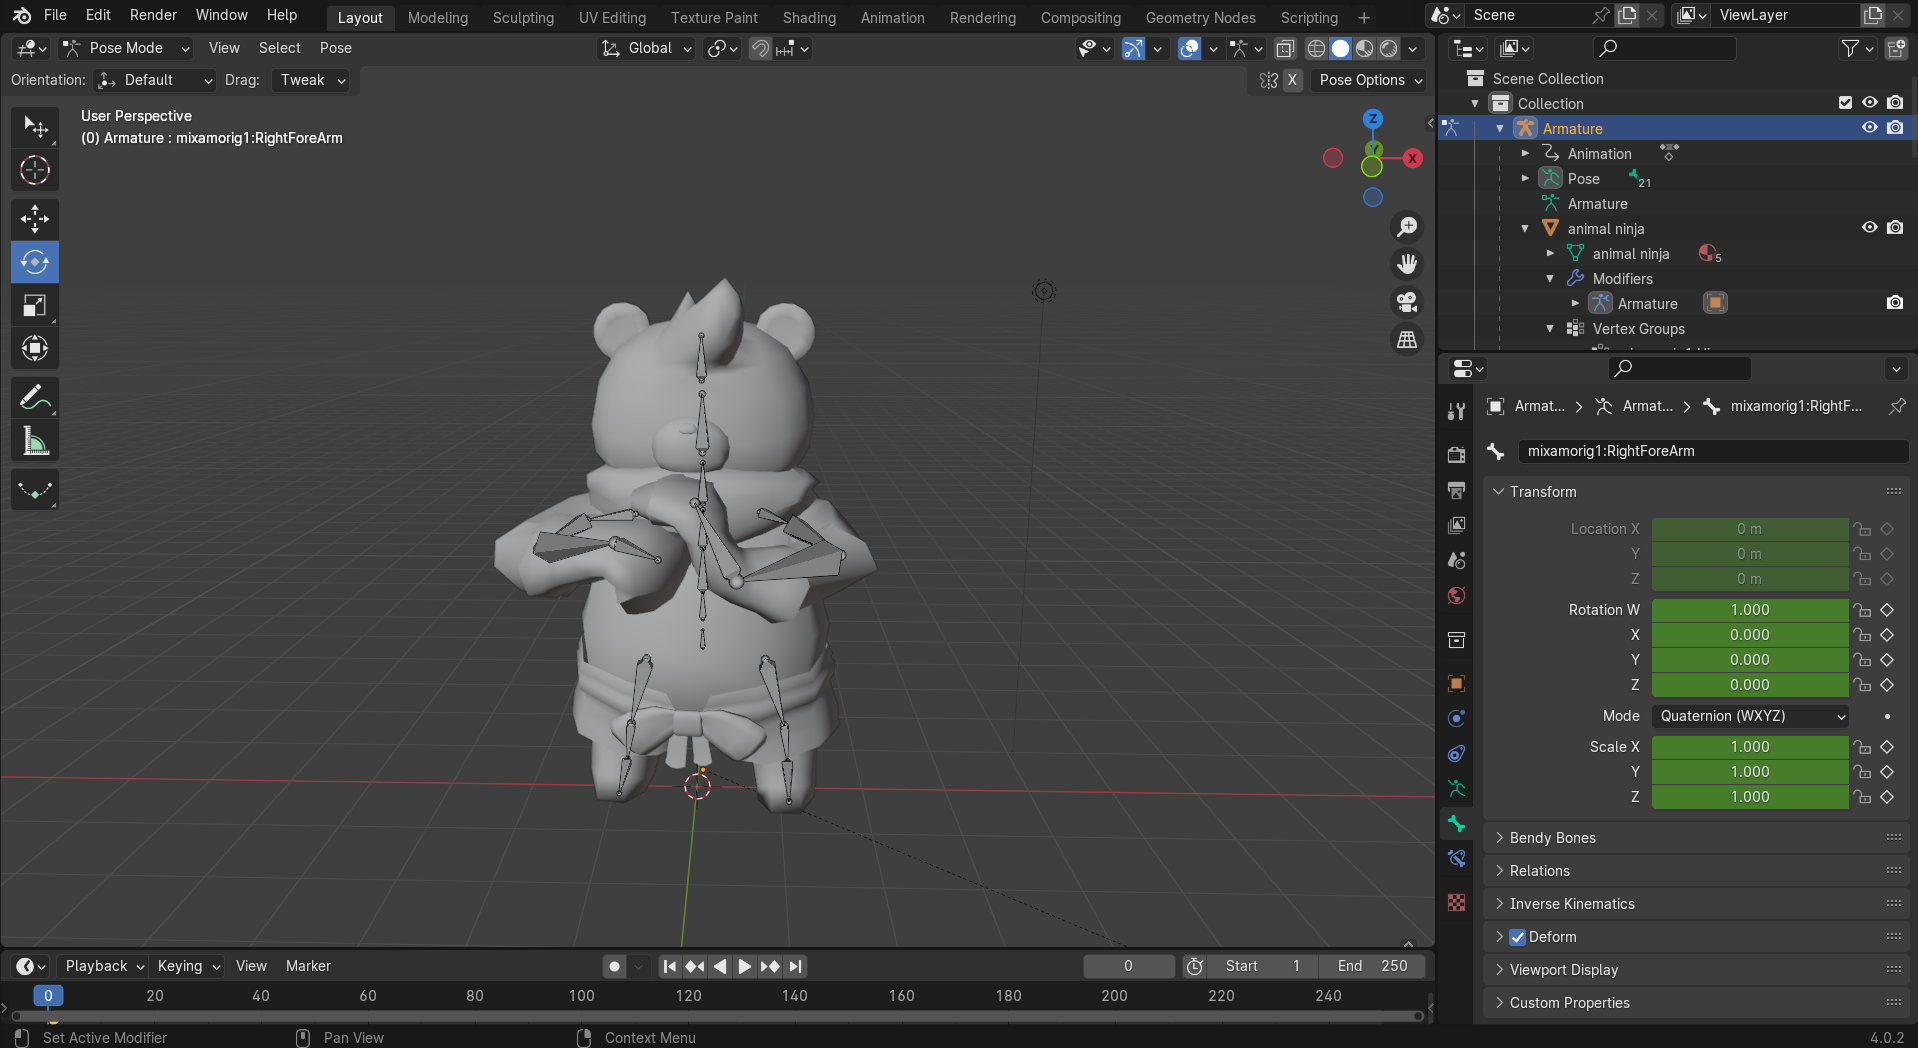 File Edit Render Window Help Layout Modeling Sculpting UV Editing Texture Paint Shading Animation Rendering Compositing Geometry Nodes Scripting + Scene ViewLayer
Pose Mode View Select Pose Global
Orientation: Default Drag: Tweak X Pose Options
User Perspective
(0) Armature : mixamorig1:RightForeArm
Z
Y
X
Scene Collection
Collection
Armature
Animation
Pose 21
Armature
animal ninja
animal ninja 5
Modifiers
Armature
Vertex Groups
Armat... Armat... mixamorig1:RightF...
mixamorig1:RightForeArm
Transform
Location X 0 m
Y 0 m
Z 0 m
Rotation W 1.000
X 0.000
Y 0.000
Z 0.000
Mode Quaternion (WXYZ)
Scale X 1.000
Y 1.000
Z 1.000
Bendy Bones
Relations
Inverse Kinematics
Deform
Viewport Display
Custom Properties
Playback Keying View Marker 0 Start 1 End 250
0 20 40 60 80 100 120 140 160 180 200 220 240
Set Active Modifier Pan View Context Menu 4.0.2